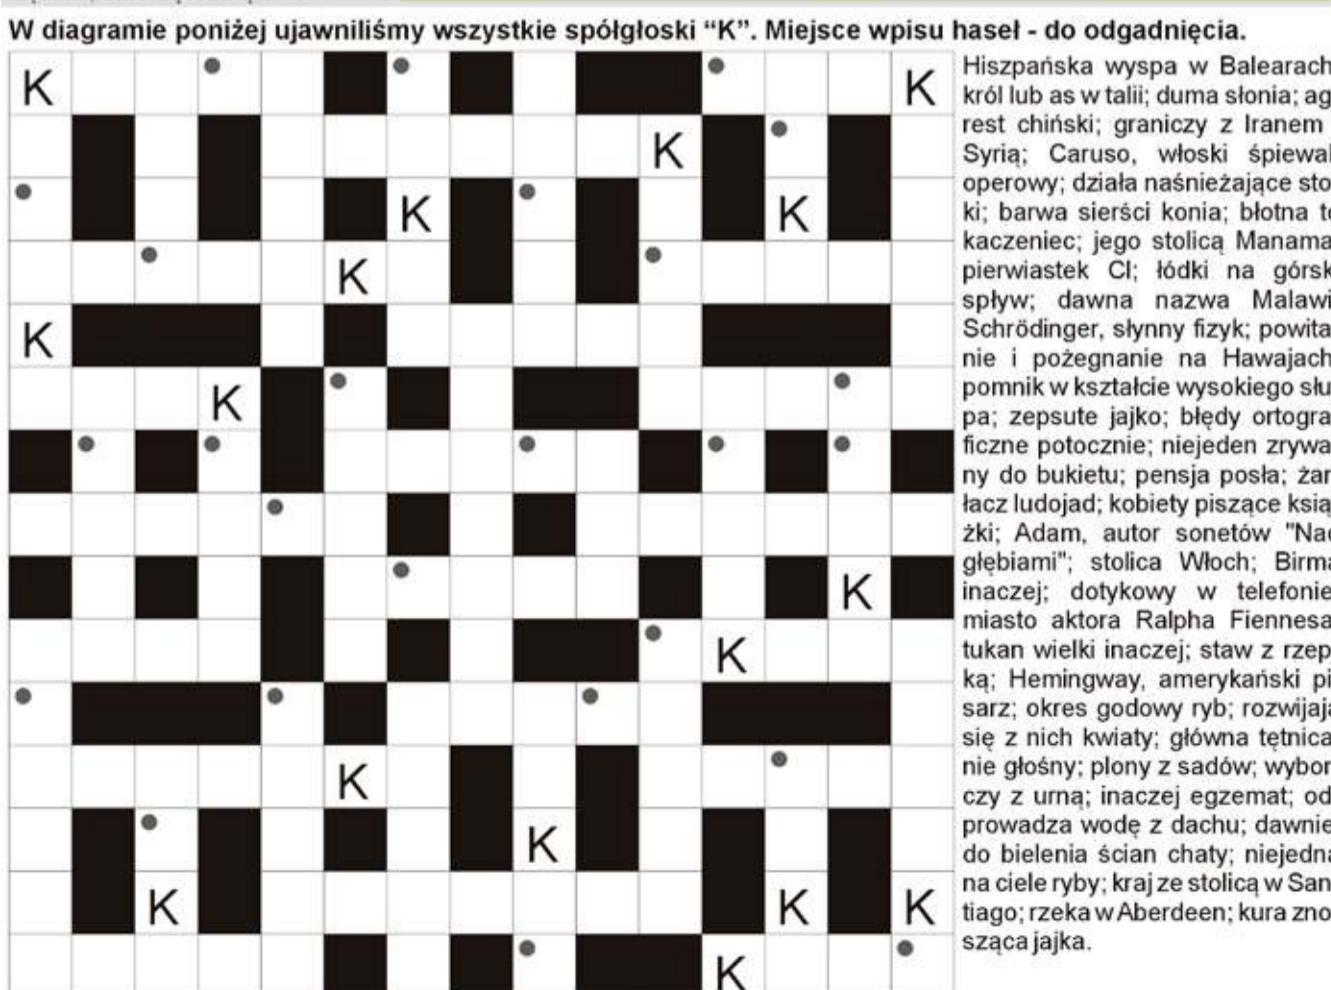 W diagramie poniżej ujawniliśmy wszystkie spółgłoski “K”. Miejsce wpisu haseł - do odgadnięcia.
K K
K
K K
K
K
K
K
K
K
K
K K K
K
Hiszpańska wyspa w Balearach
król lub as w talii; duma słonia; ag
rest chiński; graniczy z Iranem
Syrią; Caruso, włoski śpiewa
operowy; działa naśnieżające sto
ki; barwa sierści konia; błotna to
kaczeniec; jego stolicą Manama
pierwiastek Cl; łódki na górsk
spływ; dawna nazwa Malawi
Schrödinger, słynny fizyk; powita
nie i pożegnanie na Hawajach
pomnik w kształcie wysokiego słu
pa; zepsute jajko; błędy ortogra
ficzne potocznie; niejeden zrywa
ny do bukietu; pensja posła; żar
łacz ludojad; kobiety piszące ksią
żki; Adam, autor sonetów "Nad
głębiami"; stolica Włoch; Birma
inaczej; dotykowy w telefonie
miasto aktora Ralpha Fiennesa
tukan wielki inaczej; staw z rzep
ką; Hemingway, amerykański pi
sarz; okres godowy ryb; rozwijają
się z nich kwiaty; główna tętnica
nie głośny; plony z sadów; wybor
czy z urną; inaczej egzemat; od
prowadza wodę z dachu; dawnie
do bielenia ścian chaty; niejedna
na ciele ryby; kraj ze stolicą w San
tiago; rzeka w Aberdeen; kura zno
sząca jajka.